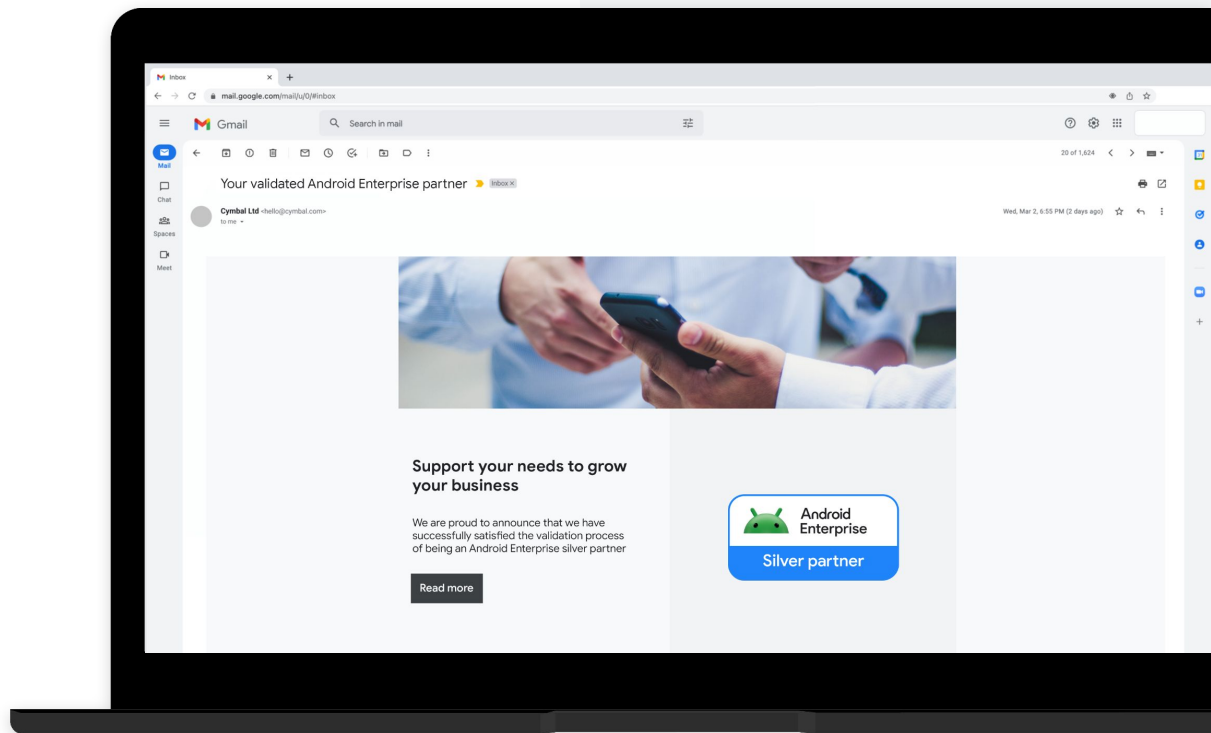 Inbox
mail.google.com/mail/u/0/#inbox
Gmail
Search in mail
Mail
20 of 1,624
Your validated Android Enterprise partner
Inbox ×
Chat
Cymbal Ltd <hello@cymbal.com>
Wed, Mar 2, 6:55 PM (2 days ago)
to me
Spaces
Meet
Support your needs to grow
your business
We are proud to announce that we have
successfully satisfied the validation process
of being an Android Enterprise silver partner
Read more
Android
Enterprise
Silver partner